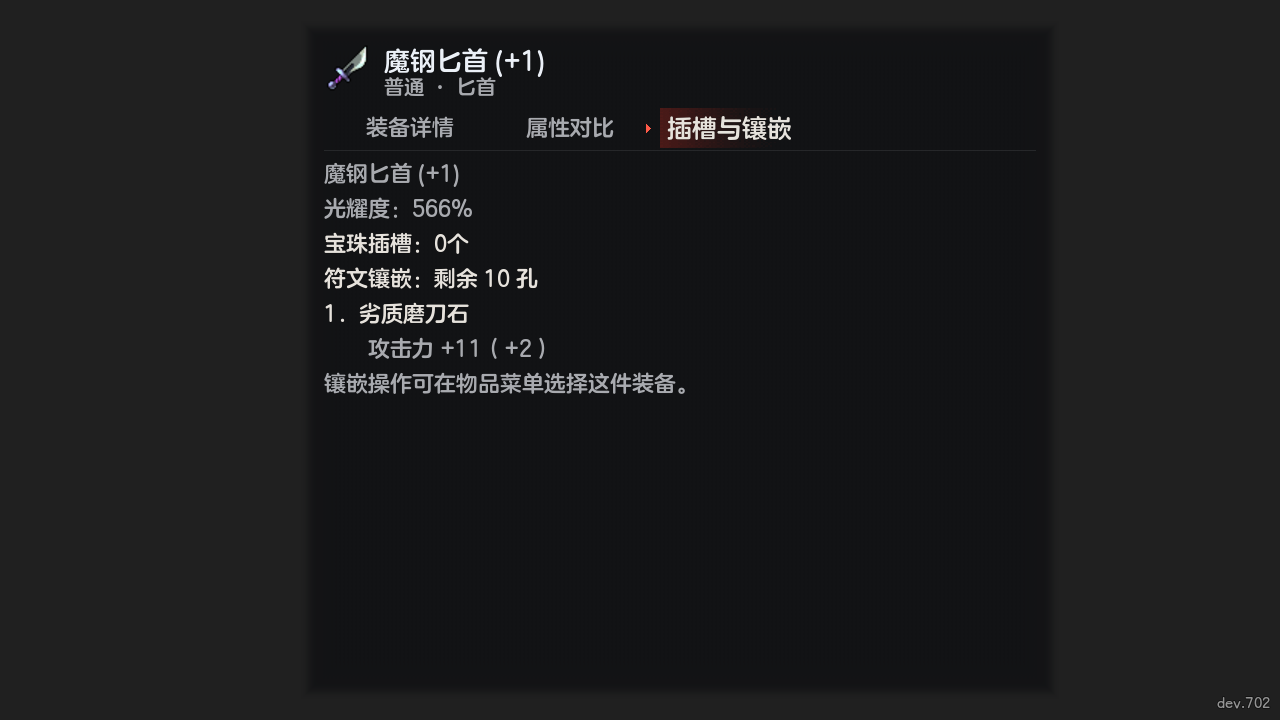 魔钢匕首 (+1)
普通 · 匕首
装备详情 属性对比 插槽与镶嵌
魔钢匕首 (+1)
光耀度：566%
宝珠插槽：0个
符文镶嵌：剩余 10 孔
1. 劣质磨刀石
攻击力 +11 ( +2 )
镶嵌操作可在物品菜单选择这件装备。
dev.702